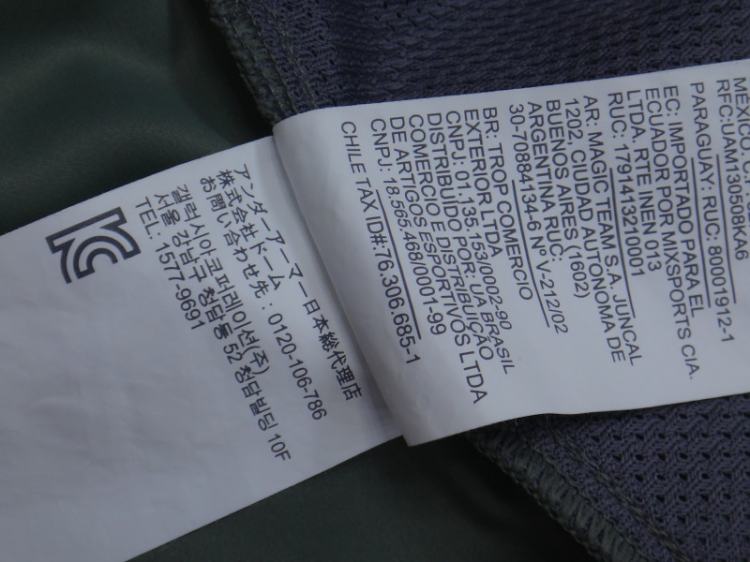 MÉXICO:
RFC:UAM130508KA6
PARAGUAY: RUC: 80001912-1
EC: IMPORTADO PARA EL
ECUADOR POR MIXSPORTS CIA.
LTDA. RTE INEN 013
RUC: 1791413210001
AR: MAGIC TEAM S.A. JUNCAL
1202, CIUDAD AUTONOMA DE
BUENOS AIRES (1602)
ARGENTINA RUC:
30-70884134-6 Nº V-212/02
BR: TROP COMERCIO
EXTERIOR LTDA
CNPJ: 01.135.153/0002-90
DISTRIBUÍDO POR: UA BRASIL
COMERCIO E DISTRIBUIÇÃO
DE ARTIGOS ESPORTIVOS LTDA
CNPJ: 18.565.468/0001-99
CHILE TAX ID#:76.306.685-1
アンダーアーマー日本総代理店
株式会社ドーム
お問い合わせ先：0120-106-786
갤럭시아코퍼레이션(주)
서울 강남구 청담동 52 청담빌딩 10F
TEL: 1577-9691